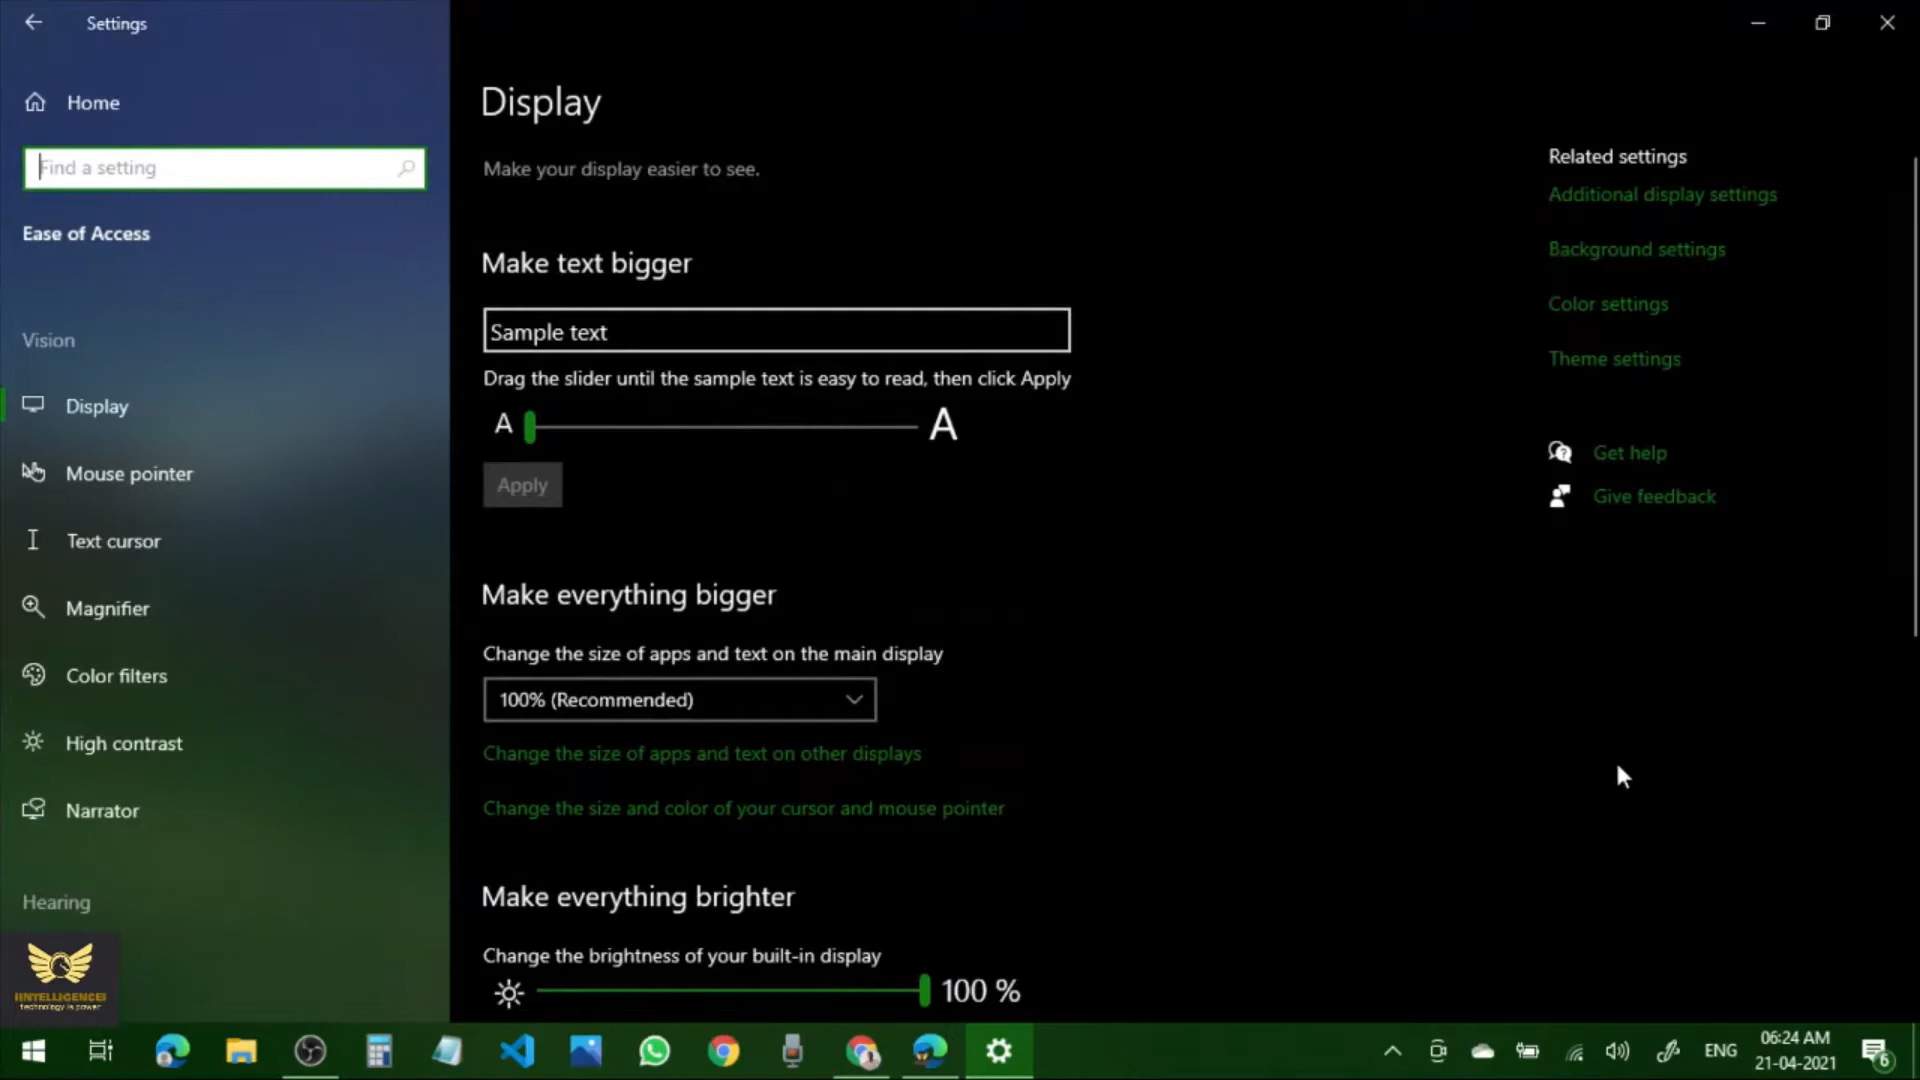 Settings
Home
Find a setting
Ease of Access
Vision
Display
Mouse pointer
Text cursor
Magnifier
Color filters
High contrast
Narrator
Hearing
IINTELLIGENCEI
technology is power
Display
Make your display easier to see.
Make text bigger
Sample text
Drag the slider until the sample text is easy to read, then click Apply
A A
Apply
Make everything bigger
Change the size of apps and text on the main display
100% (Recommended)
Change the size of apps and text on other displays
Change the size and color of your cursor and mouse pointer
Make everything brighter
Change the brightness of your built-in display
100 %
Related settings
Additional display settings
Background settings
Color settings
Theme settings
Get help
Give feedback
ENG
06:24 AM
21-04-2021
6